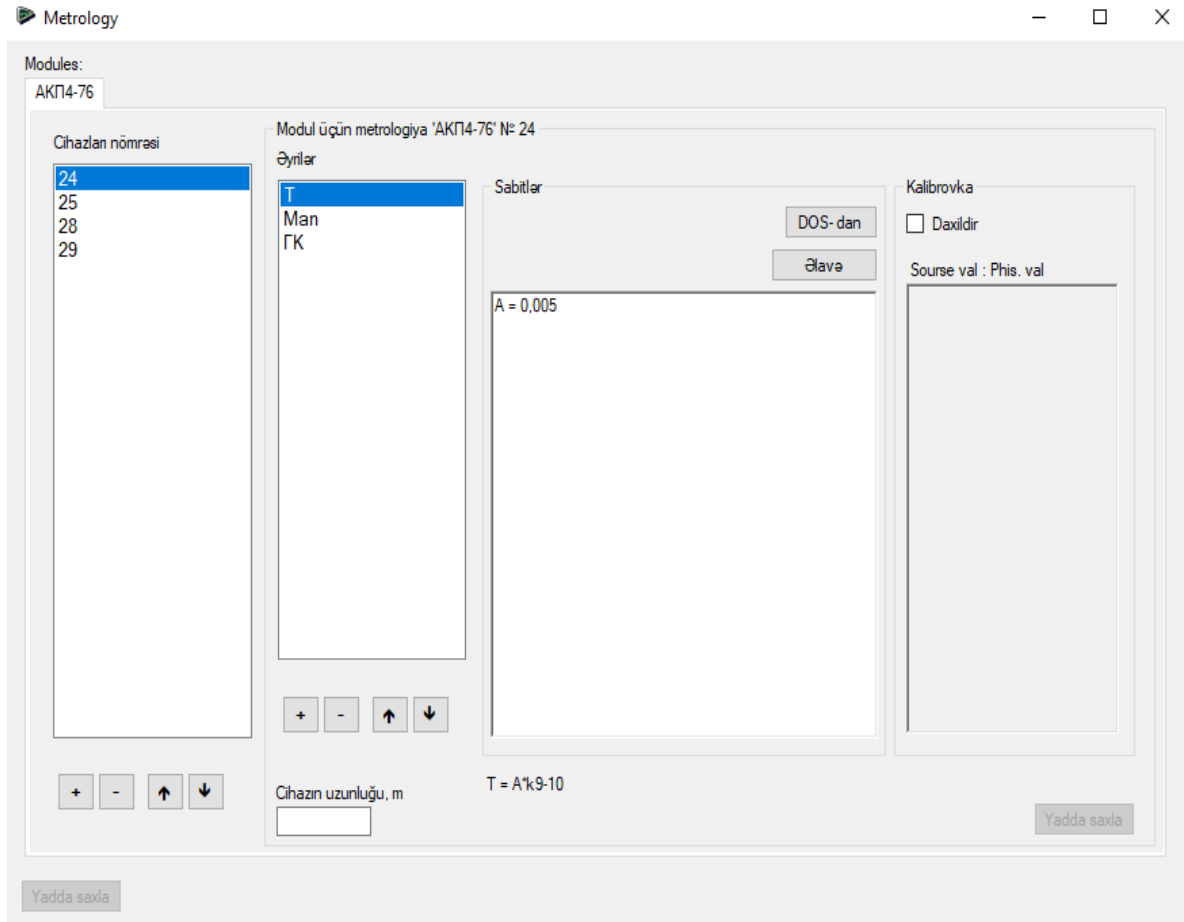 Metrology
Modules:
АКП4-76
Cihazları nömrəsi
24
25
28
29
+ -
Modul üçün metrologiya 'АКП4-76' № 24
Əyrilər
T
Man
ГК
+ -
Cihazın uzunluğu, m
Sabitlər
DOS- dan
Əlavə
A = 0,005
T = A*k9-10
Kalibrovka
Daxildir
Sourse val : Phis. val
Yadda saxla
Yadda saxla